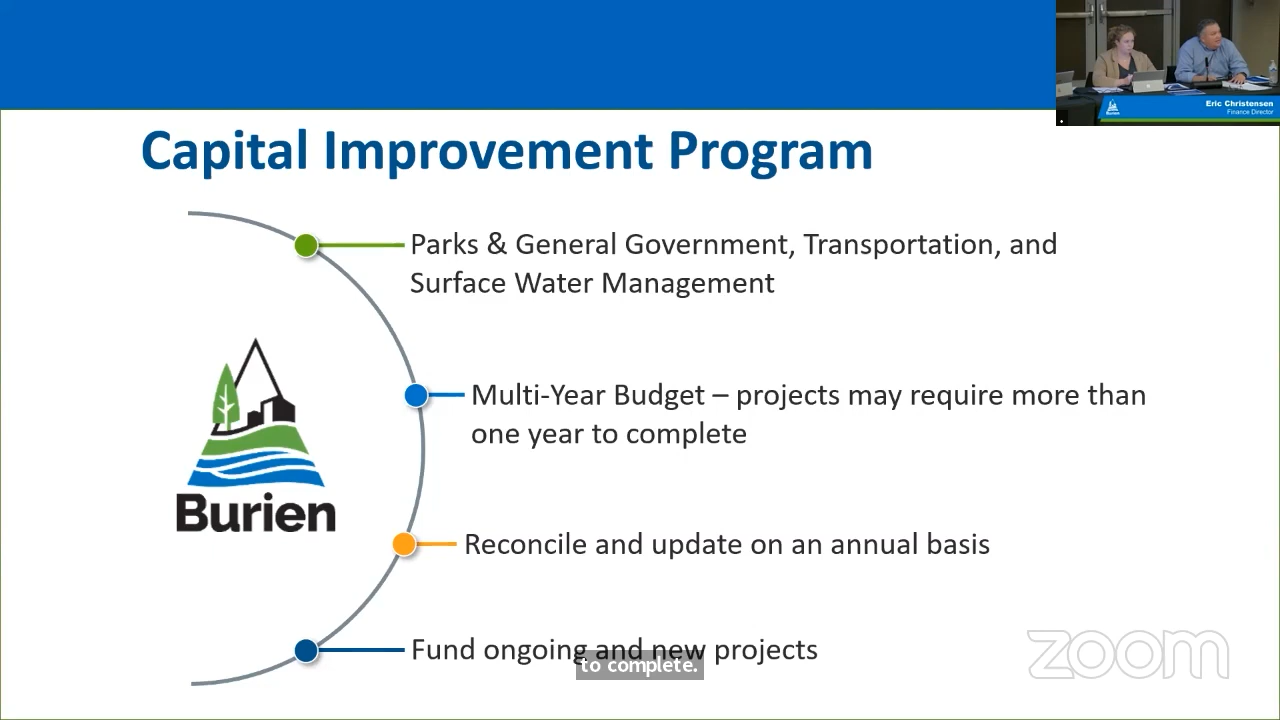 Eric Christensen
Finance Director
Burien
Capital Improvement Program
Parks & General Government, Transportation, and
Surface Water Management
Multi-Year Budget – projects may require more than
one year to complete
Burien
Reconcile and update on an annual basis
Fund ongoing and new projects
to complete.
zoom